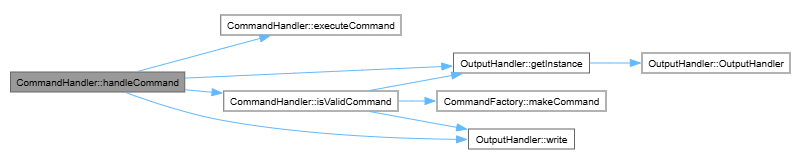 CommandHandler::executeCommand
OutputHandler::getInstance
OutputHandler::OutputHandler
CommandHandler::handleCommand
CommandHandler::isValidCommand
CommandFactory::makeCommand
OutputHandler::write